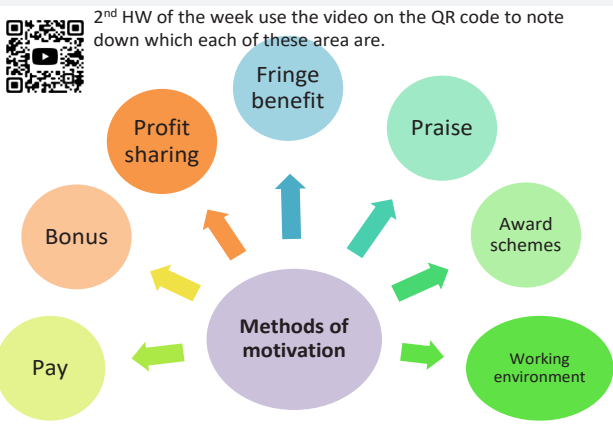 2nd HW of the week use the video on the QR code to note
down which each of these area are.
Fringe
benefit
Profit
sharing
Praise
Bonus
Award
schemes
Methods of
motivation
Pay
Working
environment